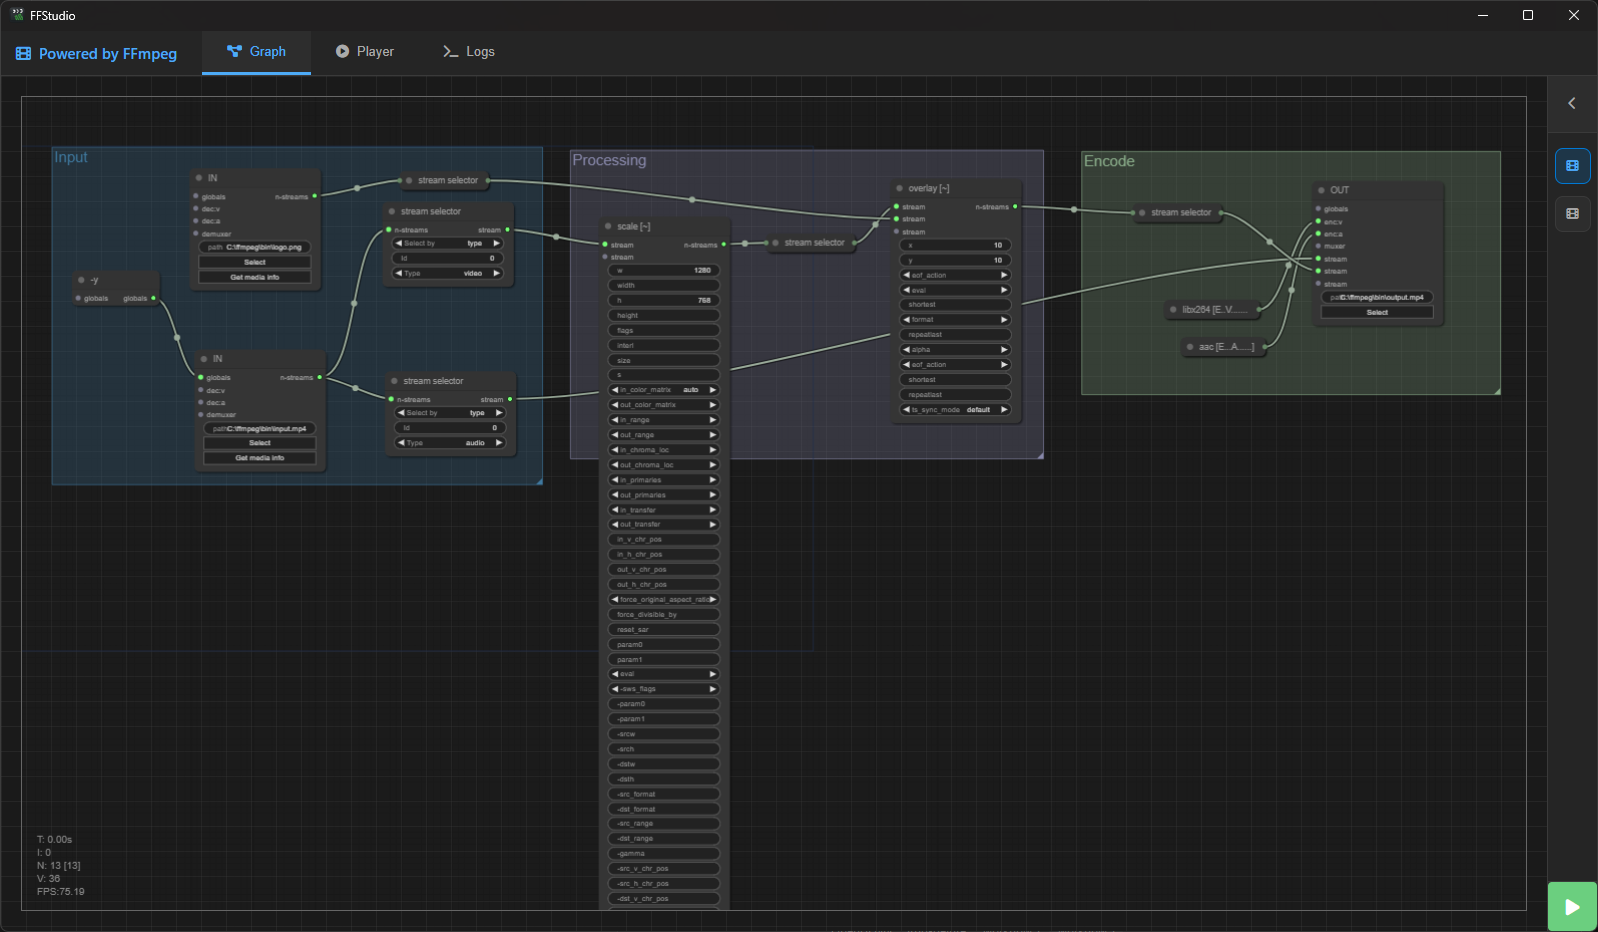 FFStudio
Powered by FFmpeg
Graph
Player
Logs
Input
IN
globals
n-streams
dec:v
dec:a
demuxer
path C:\ffmpeg\bin\logo.png
Select
Get media info
-y
globals globals
IN
globals
n-streams
dec:v
dec:a
demuxer
path C:\ffmpeg\bin\input.mp4
Select
Get media info
stream selector
stream selector
n-streams stream
Select by type
Id 0
Type video
stream selector
n-streams stream
Select by type
Id 0
Type audio
Processing
scale [~]
stream n-streams
stream
w 1280
width
h 768
height
flags
interl
size
s
in_color_matrix auto
out_color_matrix
in_range
out_range
in_chroma_loc
out_chroma_loc
in_primaries
out_primaries
in_transfer
out_transfer
in_v_chr_pos
in_h_chr_pos
out_v_chr_pos
out_h_chr_pos
force_original_aspect_ratio
force_divisible_by
reset_sar
param0
param1
eval
-sws_flags
-param0
-param1
-srcw
-srch
-dstw
-dsth
-src_format
-dst_format
-src_range
-dst_range
-gamma
-src_v_chr_pos
-src_h_chr_pos
-dst_v_chr_pos
stream selector
overlay [~]
stream n-streams
stream
stream
x 10
y 10
eof_action
eval
shortest
format
repeatlast
alpha
eof_action
shortest
repeatlast
ts_sync_mode default
Encode
stream selector
libx264 [E..V.......
aac [E...A......]
OUT
globals
enc:v
enc:a
muxer
stream
stream
stream
path C:\ffmpeg\bin\output.mp4
Select
T: 0.00s
I: 0
N: 13 [13]
V: 36
FPS:75.19